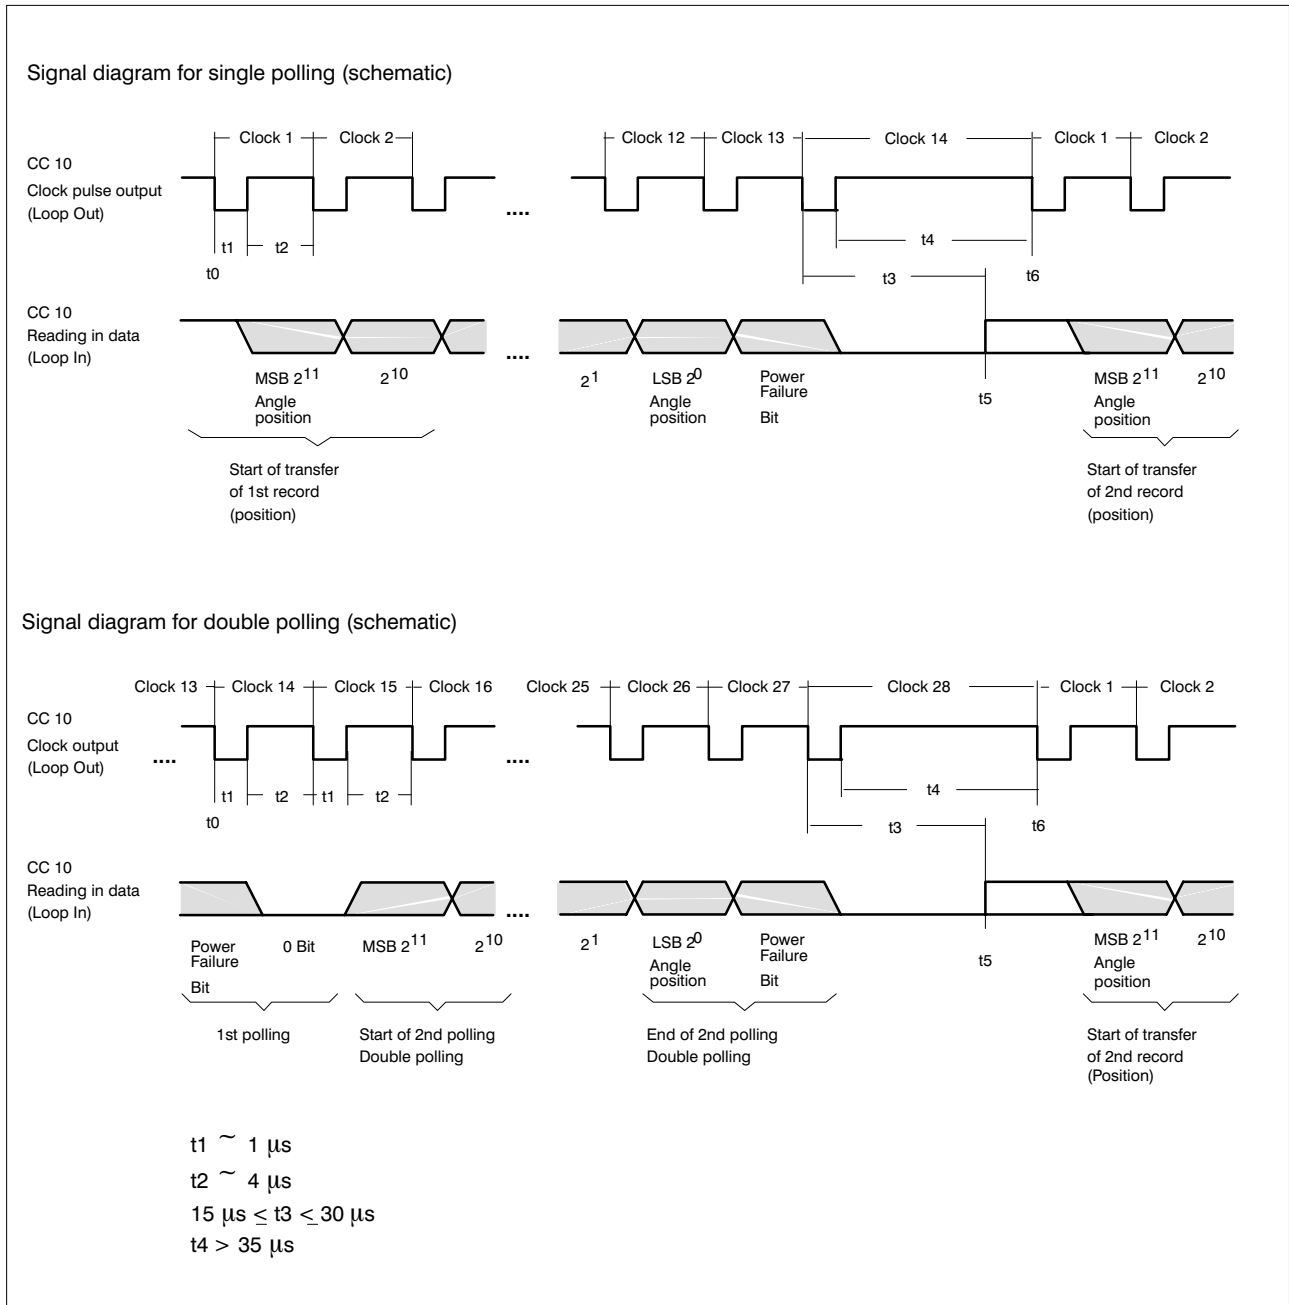 Signal diagram for single polling (schematic)
Clock 1 Clock 2 Clock 12 Clock 13 Clock 14 Clock 1 Clock 2
CC 10
Clock pulse output
(Loop Out)
....
t1 t2 t4
t0 t3 t6
CC 10
Reading in data
(Loop In)
....
MSB 2^11 2^10 2^1 LSB 2^0 Power Failure Bit t5 MSB 2^11 2^10
Angle position Angle position Angle position
Start of transfer of 1st record (position)
Start of transfer of 2nd record (position)
Signal diagram for double polling (schematic)
Clock 13 Clock 14 Clock 15 Clock 16 Clock 25 Clock 26 Clock 27 Clock 28 Clock 1 Clock 2
CC 10
Clock output
(Loop Out)
.... ....
t1 t2 t1 t2 t4
t0 t3 t6
CC 10
Reading in data
(Loop In)
....
Power Failure Bit 0 Bit MSB 2^11 2^10 2^1 LSB 2^0 Power Failure Bit t5 MSB 2^11 2^10
Angle position Angle position
1st polling
Start of 2nd polling Double polling
End of 2nd polling Double polling
Start of transfer of 2nd record (Position)
t1 ~ 1 µs
t2 ~ 4 µs
15 µs ≤ t3 ≤ 30 µs
t4 > 35 µs